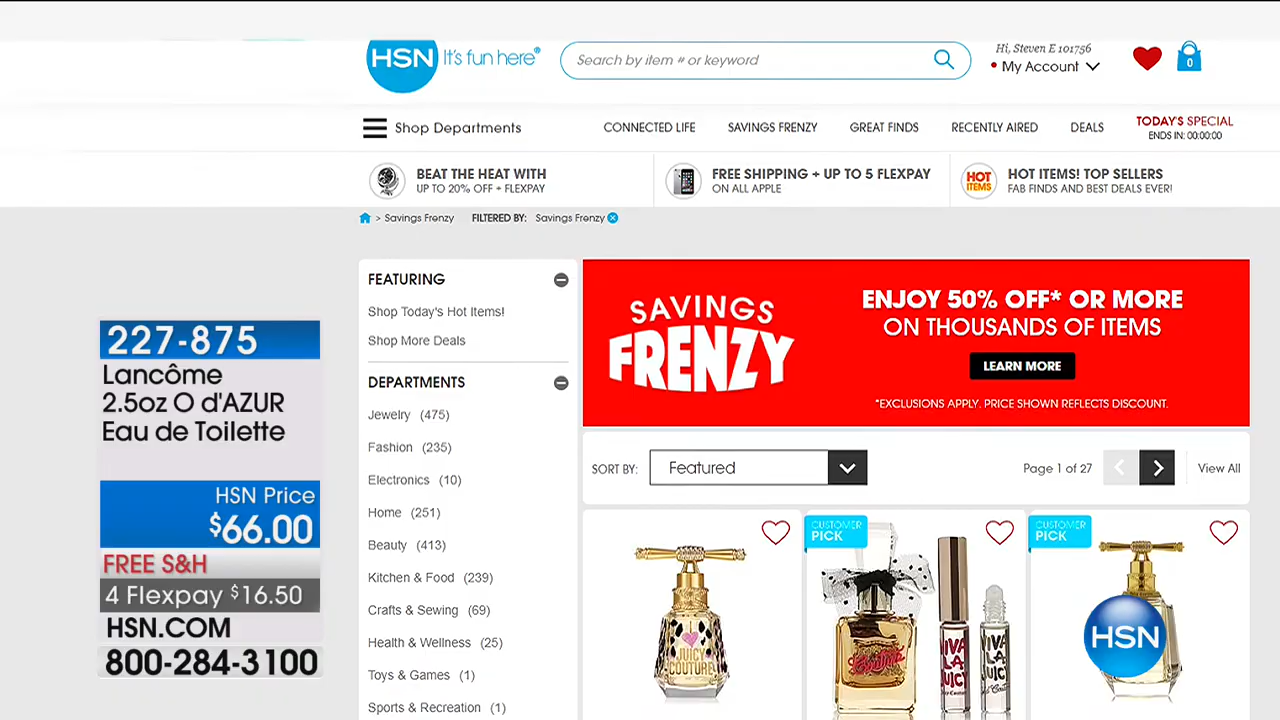 HSN It's fun here®
Search by item # or keyword
Hi, Steven E 101756
My Account
0
Shop Departments
CONNECTED LIFE
SAVINGS FRENZY
GREAT FINDS
RECENTLY AIRED
DEALS
TODAY'S SPECIAL
ENDS IN: 00:00:00
BEAT THE HEAT WITH
UP TO 20% OFF + FLEXPAY
FREE SHIPPING + UP TO 5 FLEXPAY
ON ALL APPLE
HOT ITEMS
HOT ITEMS! TOP SELLERS
FAB FINDS AND BEST DEALS EVER!
> Savings Frenzy
FILTERED BY: Savings Frenzy
227-875
Lancôme
2.5oz O d'AZUR
Eau de Toilette
HSN Price
$66.00
FREE S&H
4 Flexpay $16.50
HSN.COM
800-284-3100
FEATURING
Shop Today's Hot Items!
Shop More Deals
DEPARTMENTS
Jewelry (475)
Fashion (235)
Electronics (10)
Home (251)
Beauty (413)
Kitchen & Food (239)
Crafts & Sewing (69)
Health & Wellness (25)
Toys & Games (1)
Sports & Recreation (1)
SAVINGS
FRENZY
ENJOY 50% OFF* OR MORE
ON THOUSANDS OF ITEMS
LEARN MORE
*EXCLUSIONS APPLY. PRICE SHOWN REFLECTS DISCOUNT.
SORT BY:
Featured
Page 1 of 27
View All
I
JUICY
COUTURE
CUSTOMER
PICK
VIVA
LA
JUICY
CUSTOMER
PICK
HSN